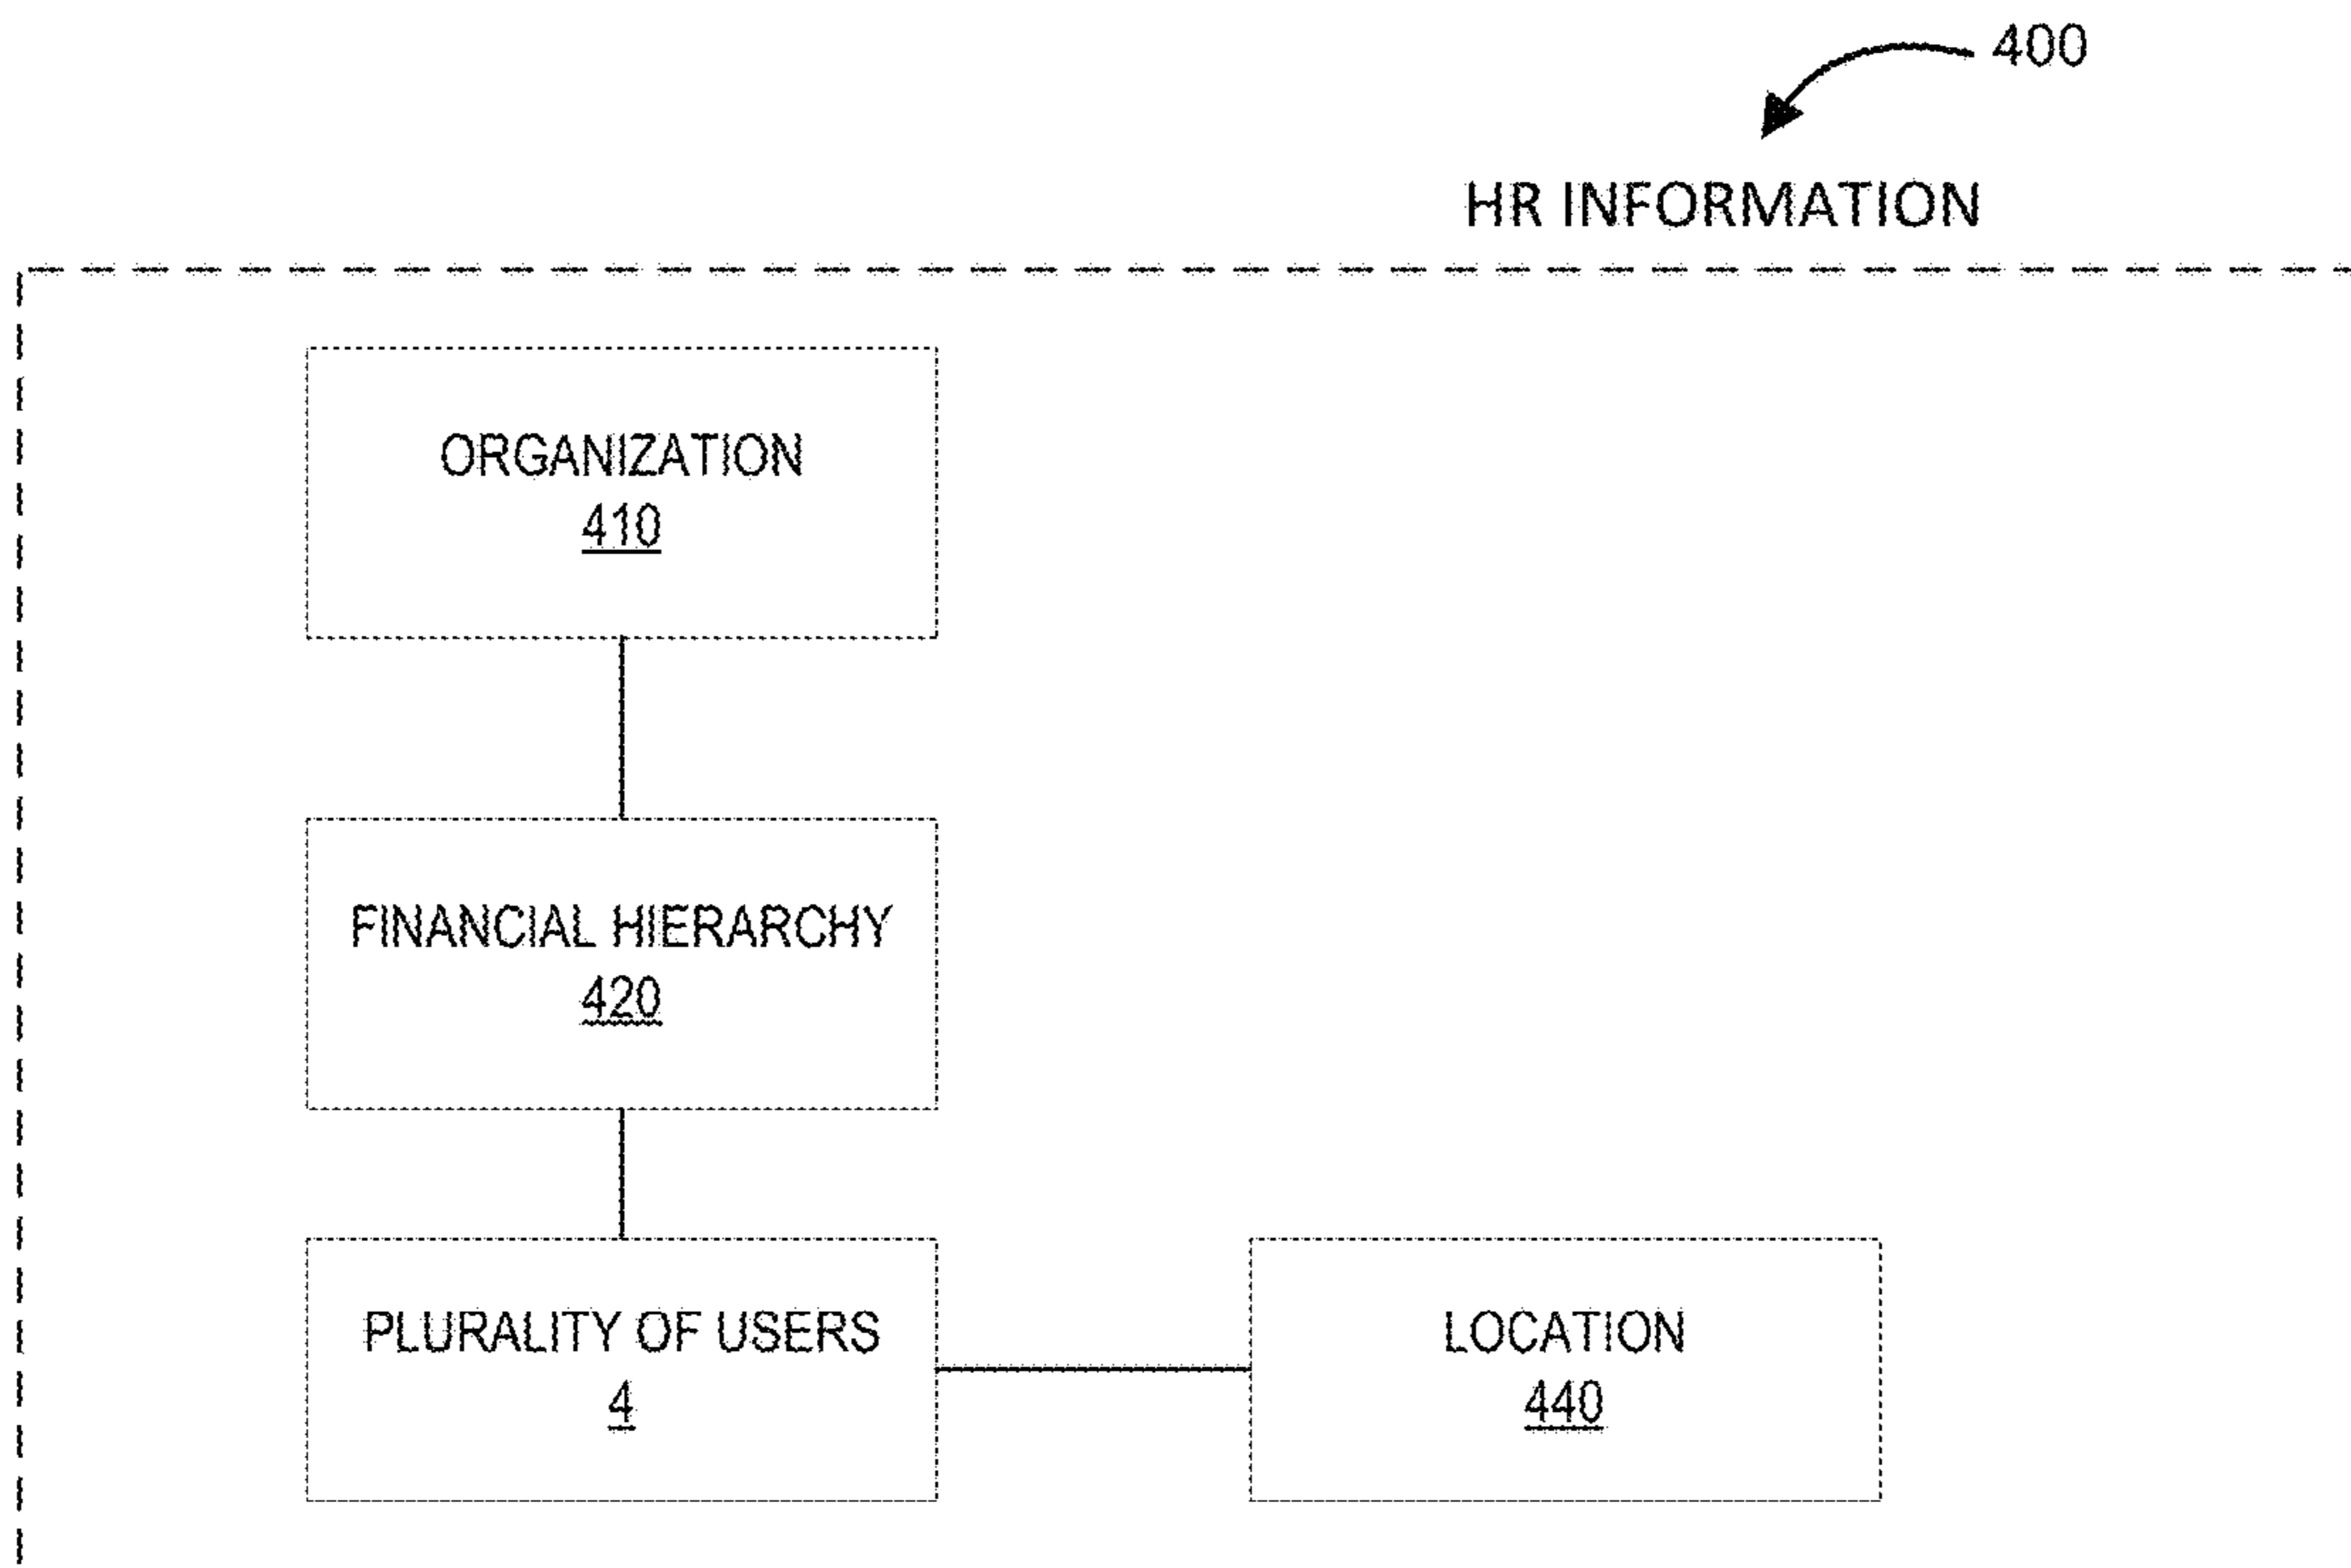 400
HR INFORMATION
ORGANIZATION
410
FINANCIAL HIERARCHY
420
PLURALITY OF USERS
4
LOCATION
440